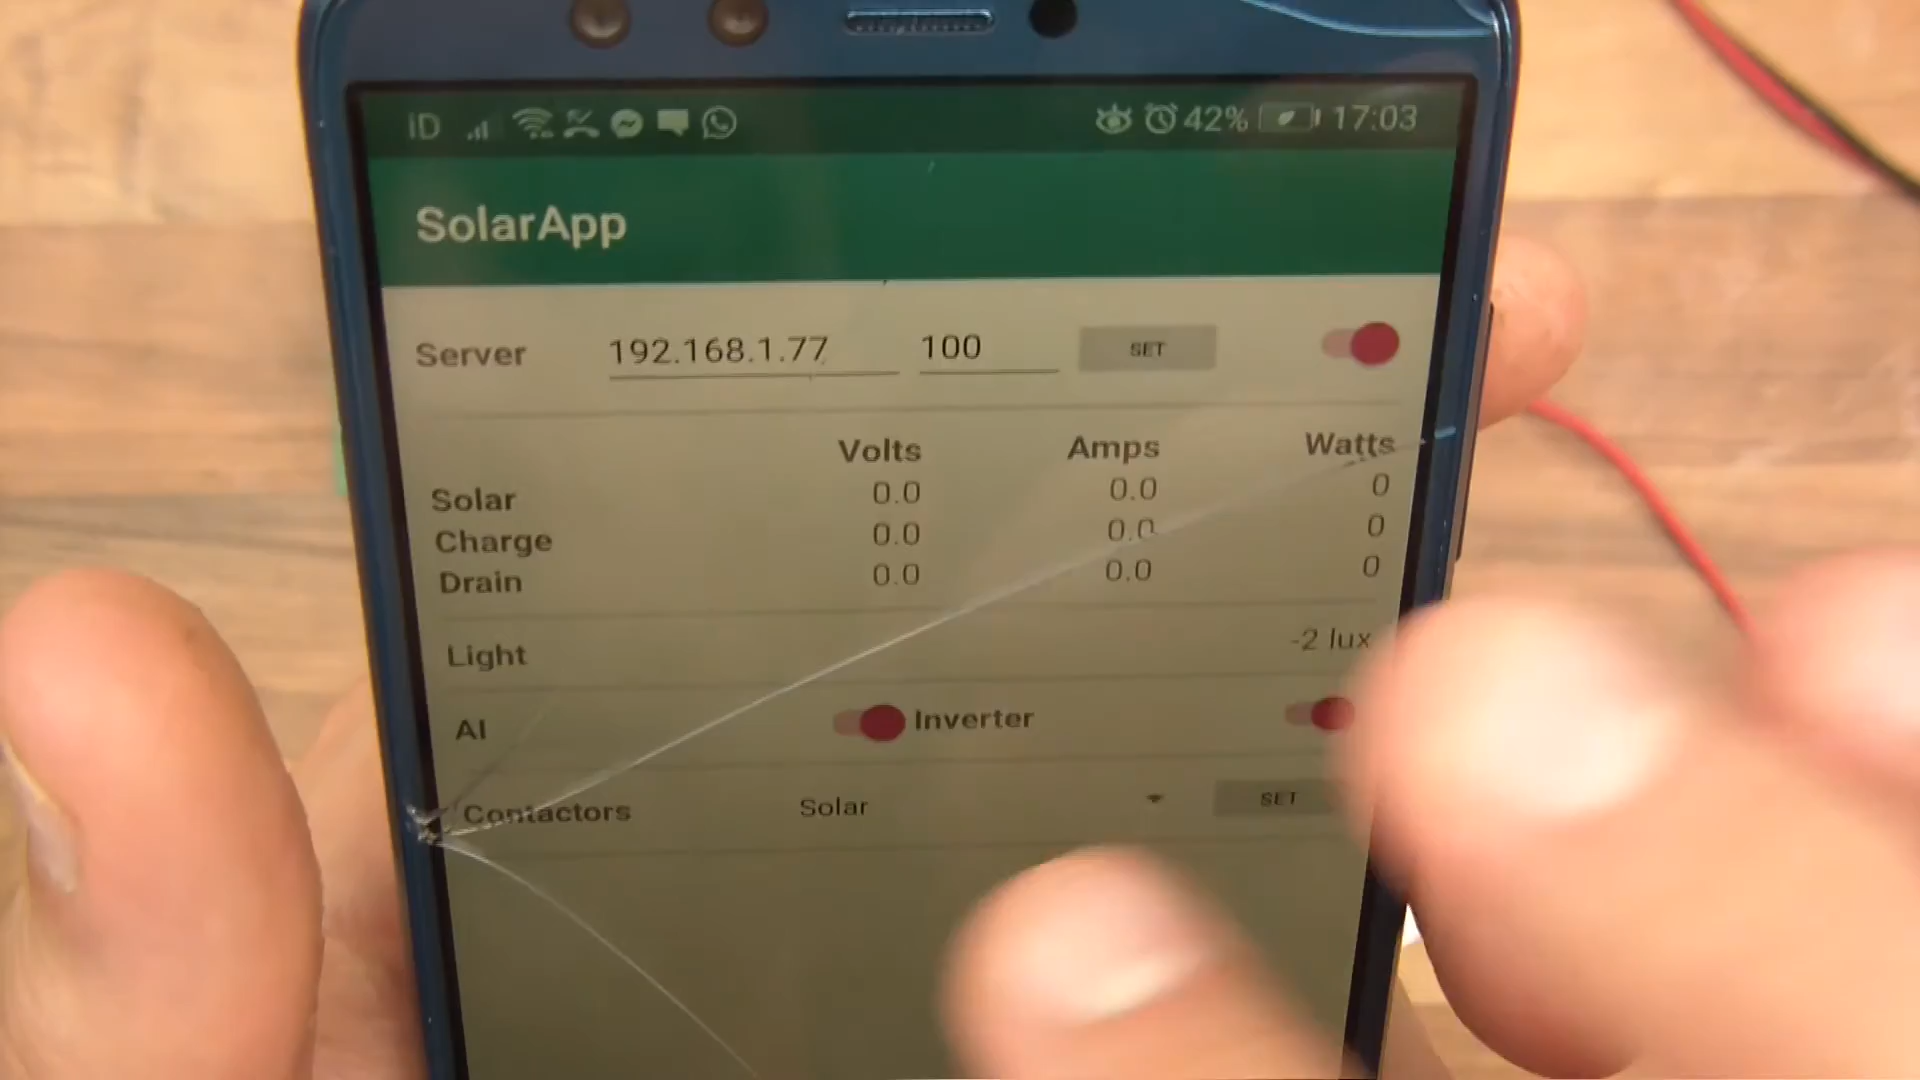 iD 42% 17:03
SolarApp
Server 192.168.1.77 100 SET
Volts Amps Watts
Solar 0.0 0.0 0
Charge 0.0 0.0 0
Drain 0.0 0.0 0
Light -2 lux
AI Inverter
Contactors Solar SET